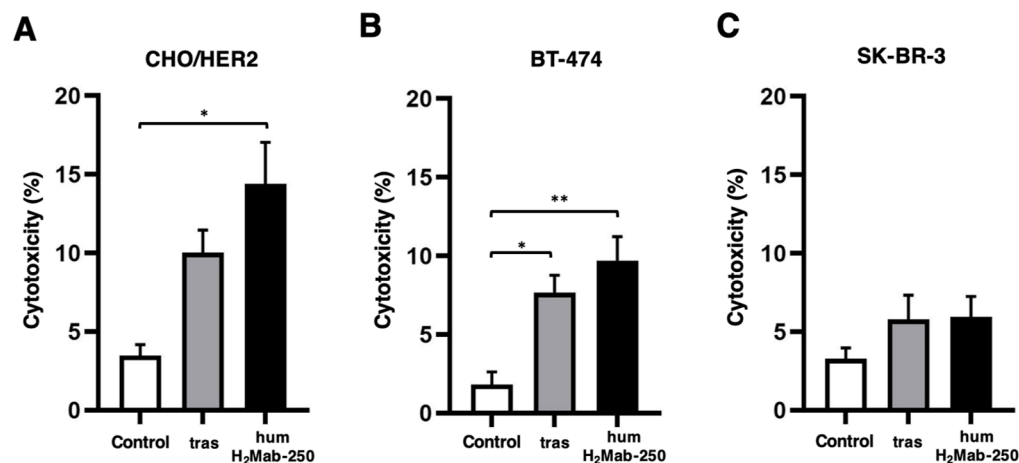 A
CHO/HER2
Cytotoxicity (%)
20
15
10
5
0
*
Control
tras
hum
H₂Mab-250
B
BT-474
Cytotoxicity (%)
20
15
10
5
0
**
*
Control
tras
hum
H₂Mab-250
C
SK-BR-3
Cytotoxicity (%)
20
15
10
5
0
Control
tras
hum
H₂Mab-250